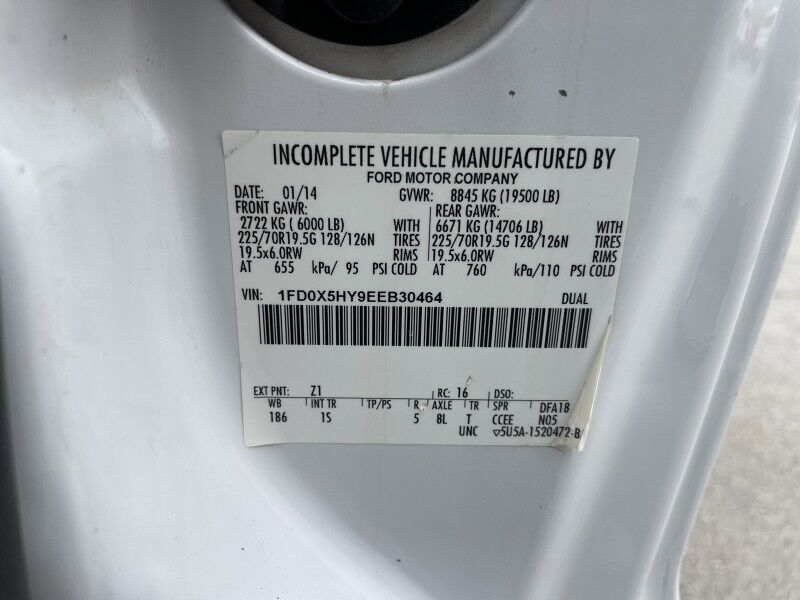 INCOMPLETE VEHICLE MANUFACTURED BY
FORD MOTOR COMPANY
DATE: 01/14 GVWR: 8845 KG (19500 LB)
FRONT GAWR: REAR GAWR:
2722 KG ( 6000 LB) WITH 6671 KG (14706 LB) WITH
225/70R19.5G 128/126N TIRES 225/70R19.5G 128/126N TIRES
19.5x6.0RW RIMS 19.5x6.0RW RIMS
AT 655 kPa/ 95 PSI COLD AT 760 kPa/110 PSI COLD
VIN: 1FD0X5HY9EEB30464 DUAL
EXT PNT: Z1 RC: 16 DSO:
WB INT TR TP/PS R AXLE TR SPR DFA18
186 1S 5 8L T CCEE N05
UNC ▽5U5A-1520472-B